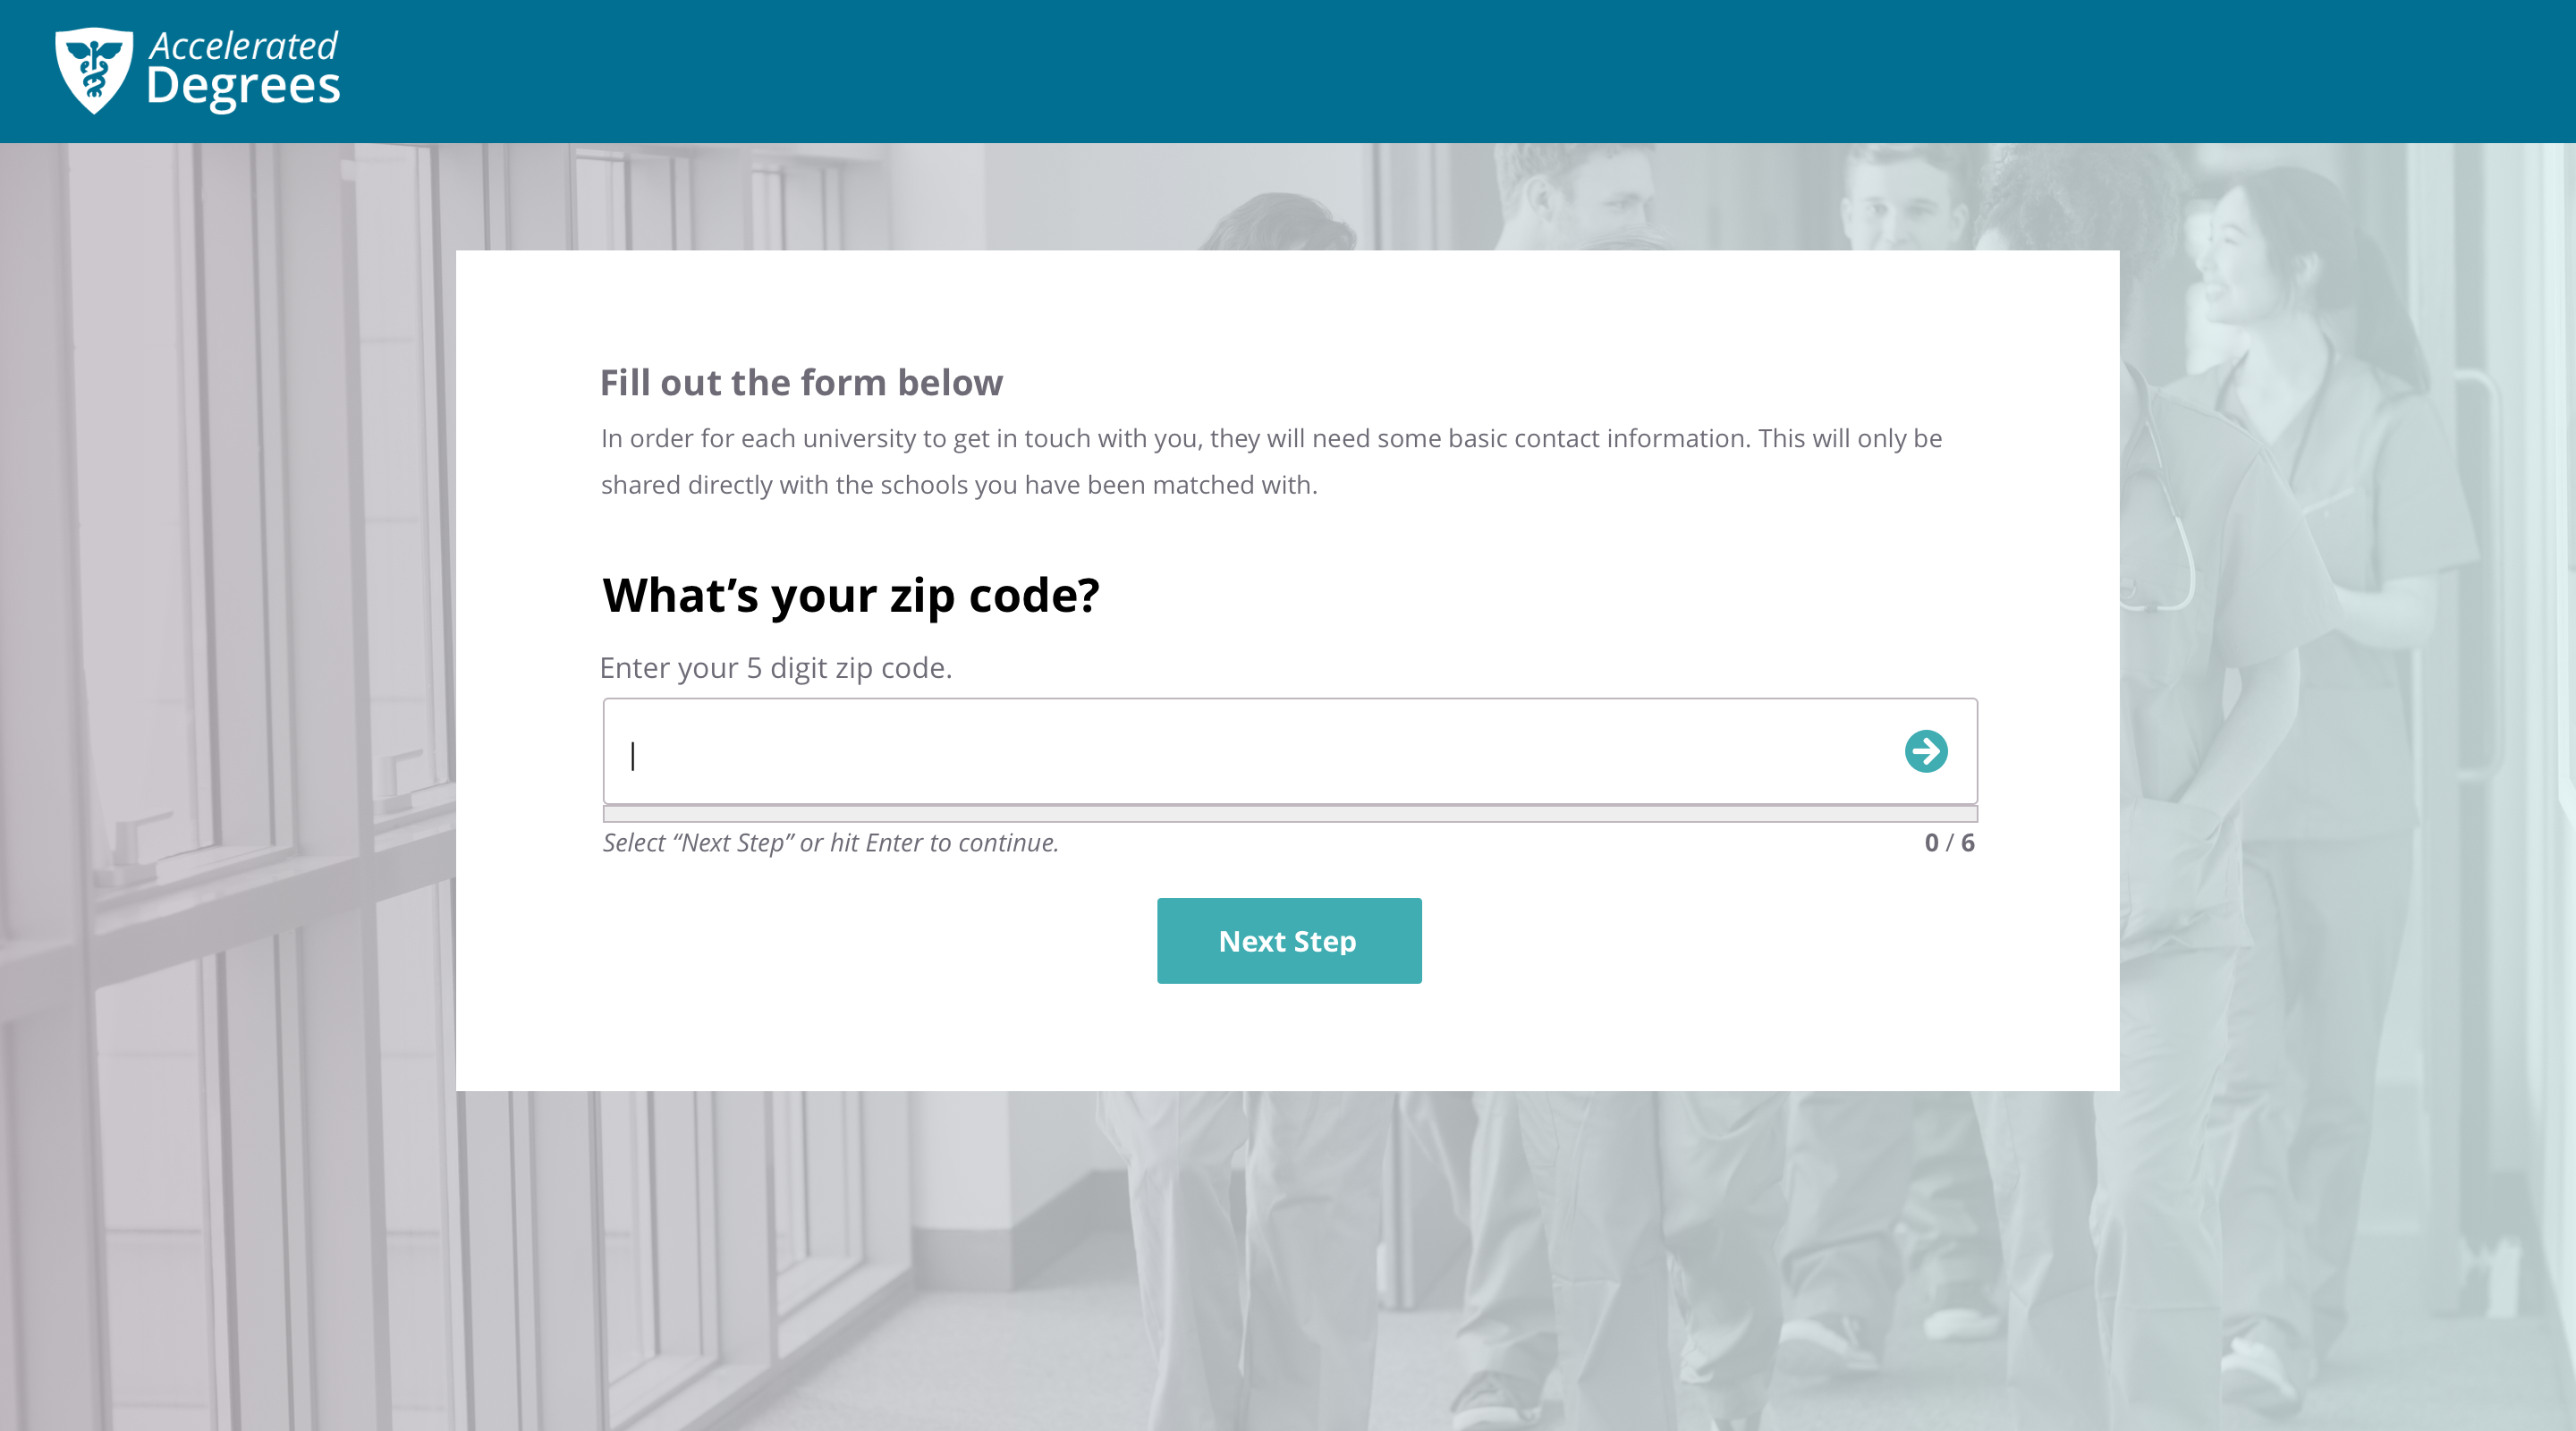 Accelerated
Degrees
Fill out the form below
In order for each university to get in touch with you, they will need some basic contact information. This will only be
shared directly with the schools you have been matched with.
What’s your zip code?
Enter your 5 digit zip code.
Select “Next Step” or hit Enter to continue.
0 / 6
Next Step